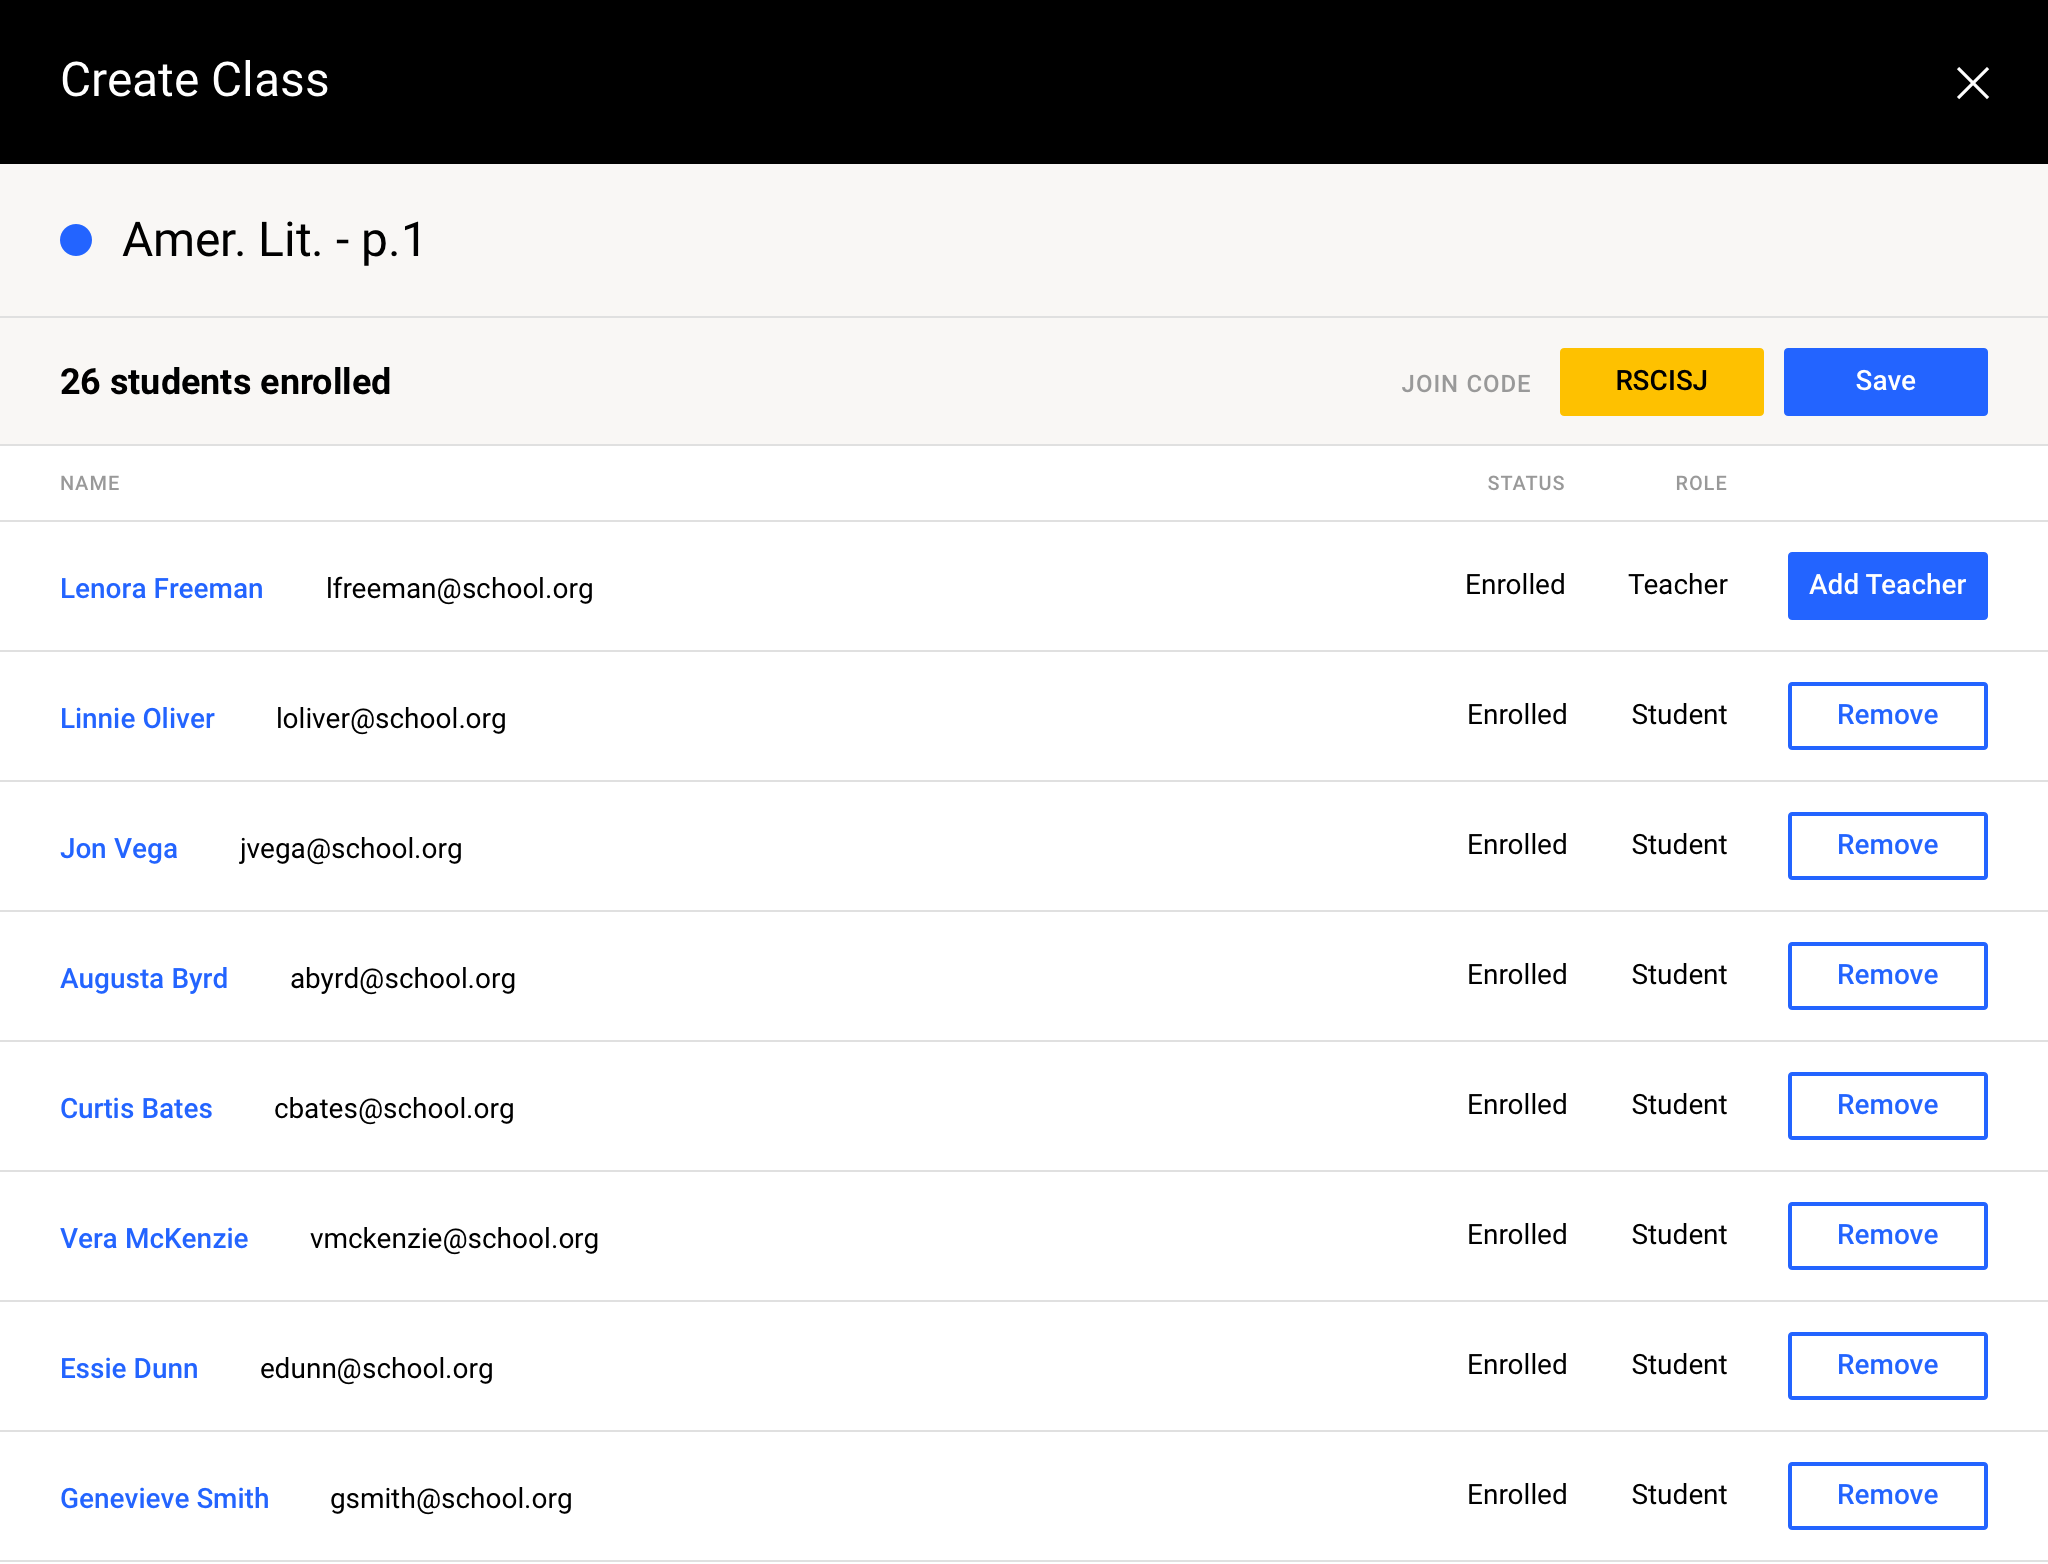 Create Class
Amer. Lit. - p.1
26 students enrolled JOIN CODE RSCISJ Save
NAME STATUS ROLE
Lenora Freeman lfreeman@school.org Enrolled Teacher Add Teacher
Linnie Oliver loliver@school.org Enrolled Student Remove
Jon Vega jvega@school.org Enrolled Student Remove
Augusta Byrd abyrd@school.org Enrolled Student Remove
Curtis Bates cbates@school.org Enrolled Student Remove
Vera McKenzie vmckenzie@school.org Enrolled Student Remove
Essie Dunn edunn@school.org Enrolled Student Remove
Genevieve Smith gsmith@school.org Enrolled Student Remove